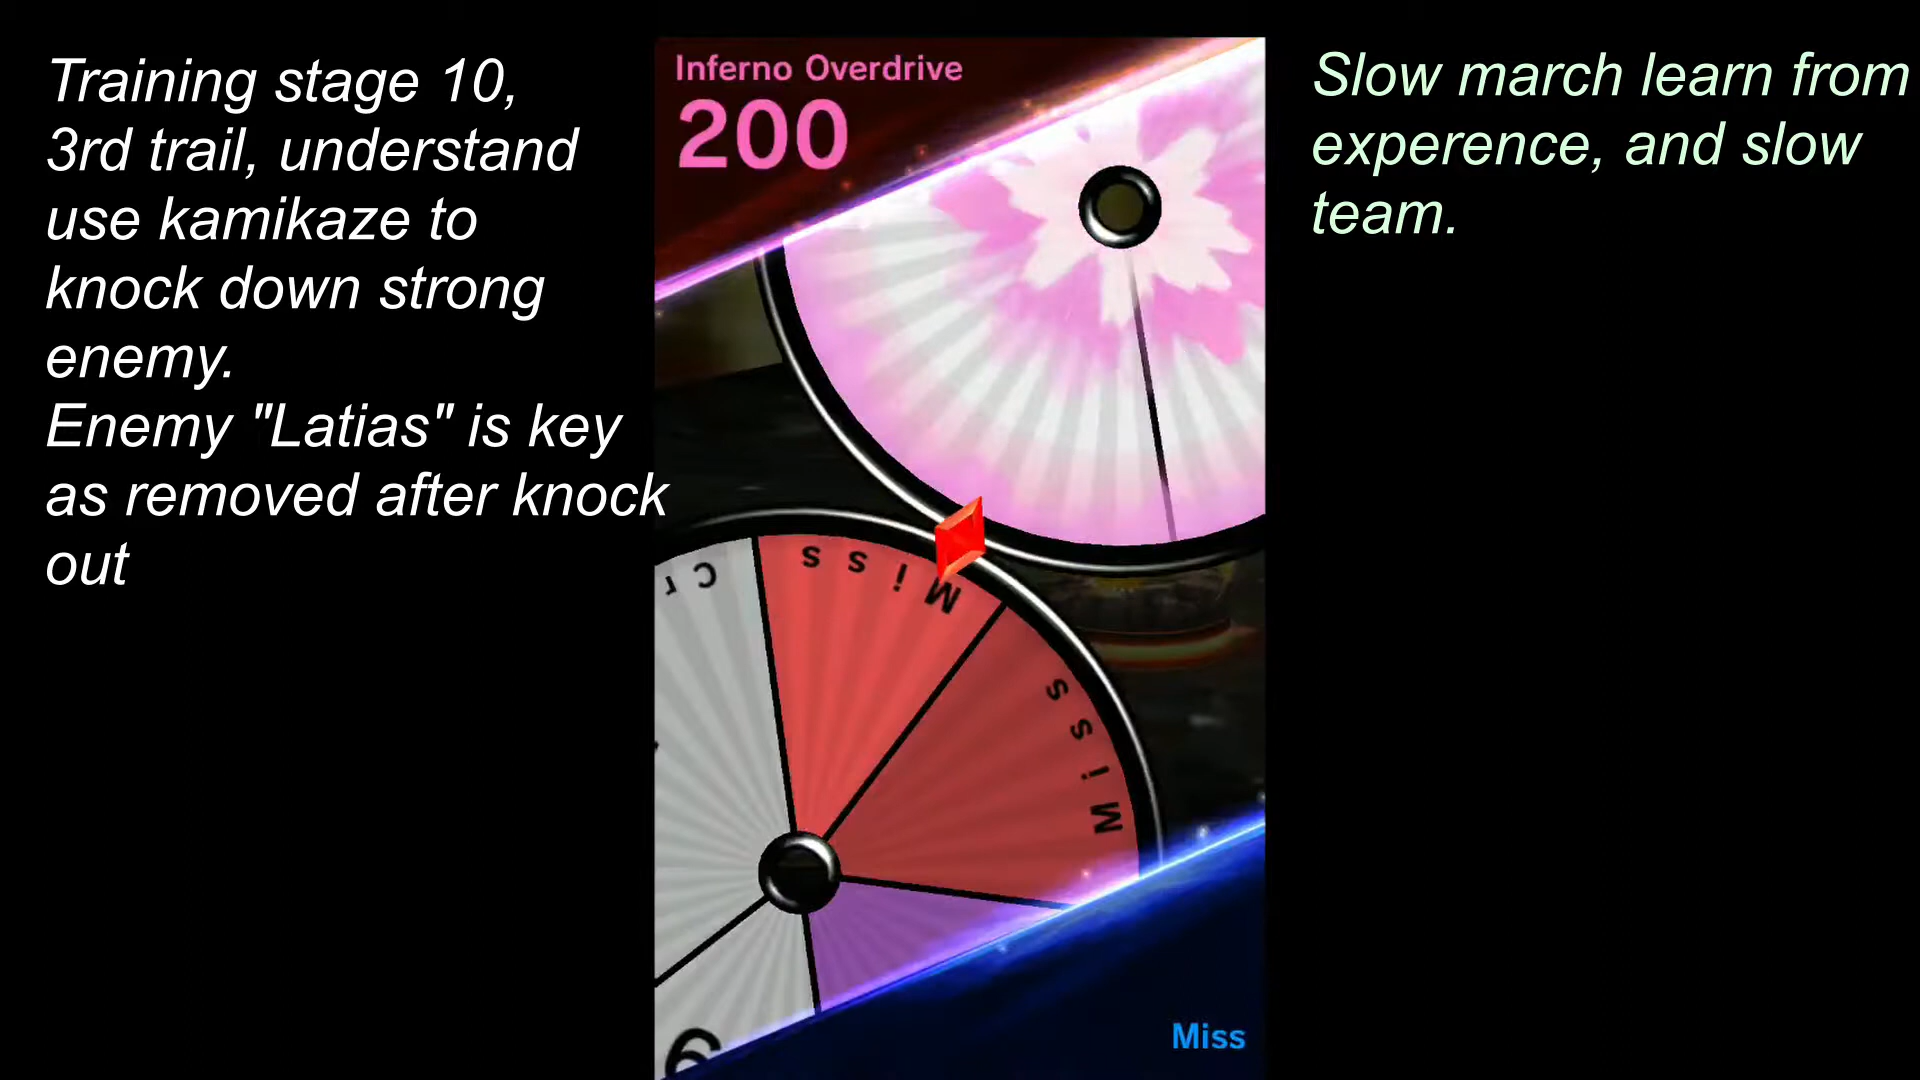 Training stage 10,
3rd trail, understand
use kamikaze to
knock down strong
enemy.
Enemy "Latias" is key
as removed after knock
out
Inferno Overdrive
200
Slow march learn from
experence, and slow
team.
Miss
Miss
Cr
Miss